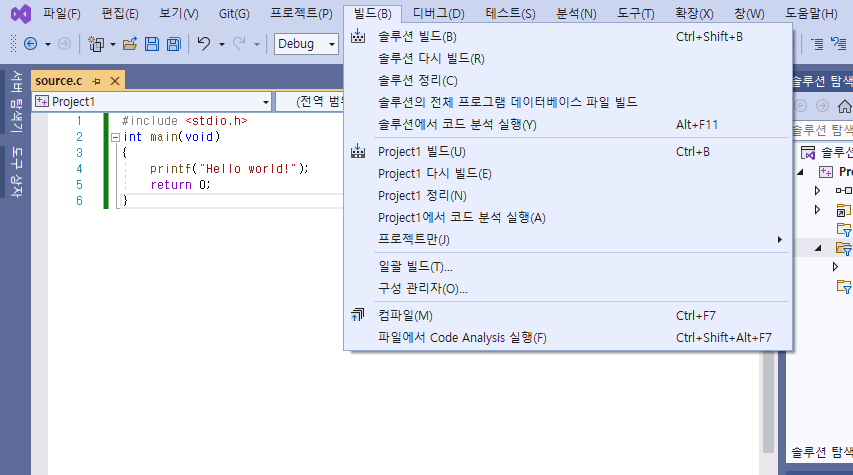 파일(F) 편집(E) 보기(V) Git(G) 프로젝트(P) 빌드(B) 디버그(D) 테스트(S) 분석(N) 도구(T) 확장(X) 창(W) 도움말(H)
Debug
솔루션 빌드(B) Ctrl+Shift+B
솔루션 다시 빌드(R)
솔루션 정리(C)
솔루션의 전체 프로그램 데이터베이스 파일 빌드
솔루션에서 코드 분석 실행(Y) Alt+F11
Project1 빌드(U) Ctrl+B
Project1 다시 빌드(E)
Project1 정리(N)
Project1에서 코드 분석 실행(A)
프로젝트만(J)
일괄 빌드(T)...
구성 관리자(O)...
컴파일(M) Ctrl+F7
파일에서 Code Analysis 실행(F) Ctrl+Shift+Alt+F7
서버 탐색기
도구 상자
source.c
Project1
(전역 범위
1 #include <stdio.h>
2 int main(void)
3 {
4 printf("Hello world!");
5 return 0;
6 }
솔루션 탐색
솔루션 탐색
솔루션
Pro
솔루션 탐색